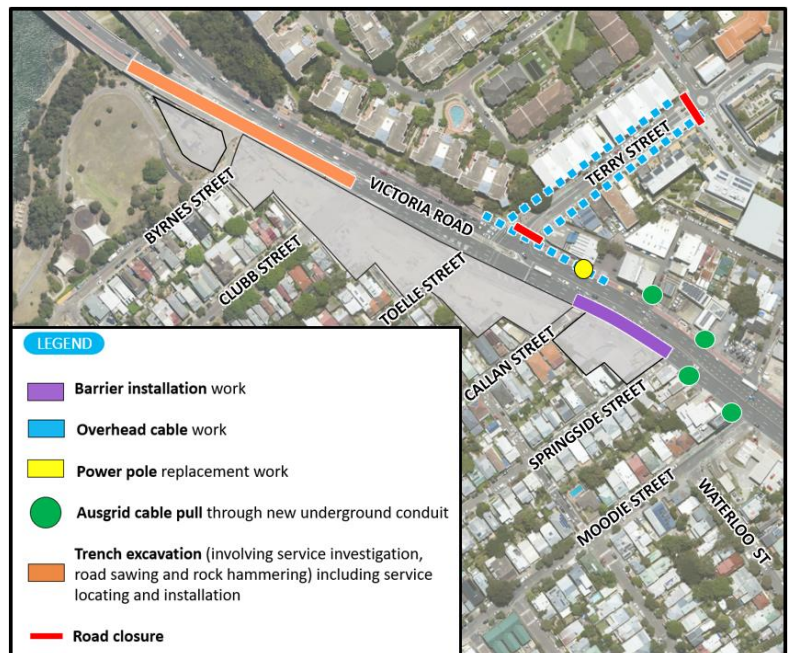 TERRY STREET
VICTORIA ROAD
BYRNES STREET
CLUBB STREET
TOELLE STREET
CALLAN STREET
SPRINGSIDE STREET
MOODIE STREET
WATERLOO ST
LEGEND
Barrier installation work
Overhead cable work
Power pole replacement work
Ausgrid cable pull through new underground conduit
Trench excavation (involving service investigation,
road sawing and rock hammering) including service
locating and installation
Road closure